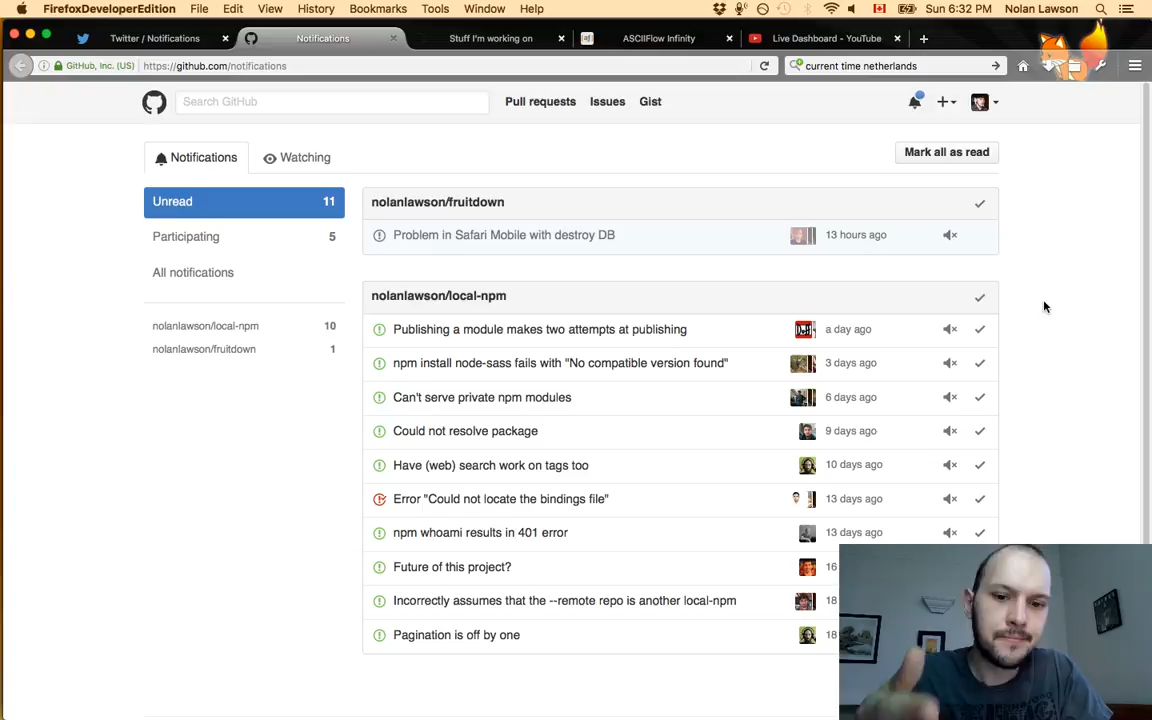 FirefoxDeveloperEdition File Edit View History Bookmarks Tools Window Help Sun 6:32 PM Nolan Lawson
Twitter / Notifications Notifications Stuff I'm working on ASCIIFlow Infinity Live Dashboard - YouTube
GitHub, Inc. (US) https://github.com/notifications current time netherlands
Search GitHub Pull requests Issues Gist
Notifications Watching Mark all as read
Unread 11
Participating 5
All notifications
nolanlawson/local-npm 10
nolanlawson/fruitdown 1
nolanlawson/fruitdown
Problem in Safari Mobile with destroy DB 13 hours ago
nolanlawson/local-npm
Publishing a module makes two attempts at publishing a day ago
npm install node-sass fails with "No compatible version found" 3 days ago
Can't serve private npm modules 6 days ago
Could not resolve package 9 days ago
Have (web) search work on tags too 10 days ago
Error "Could not locate the bindings file" 13 days ago
npm whoami results in 401 error 13 days ago
Future of this project? 16
Incorrectly assumes that the --remote repo is another local-npm 18
Pagination is off by one 18